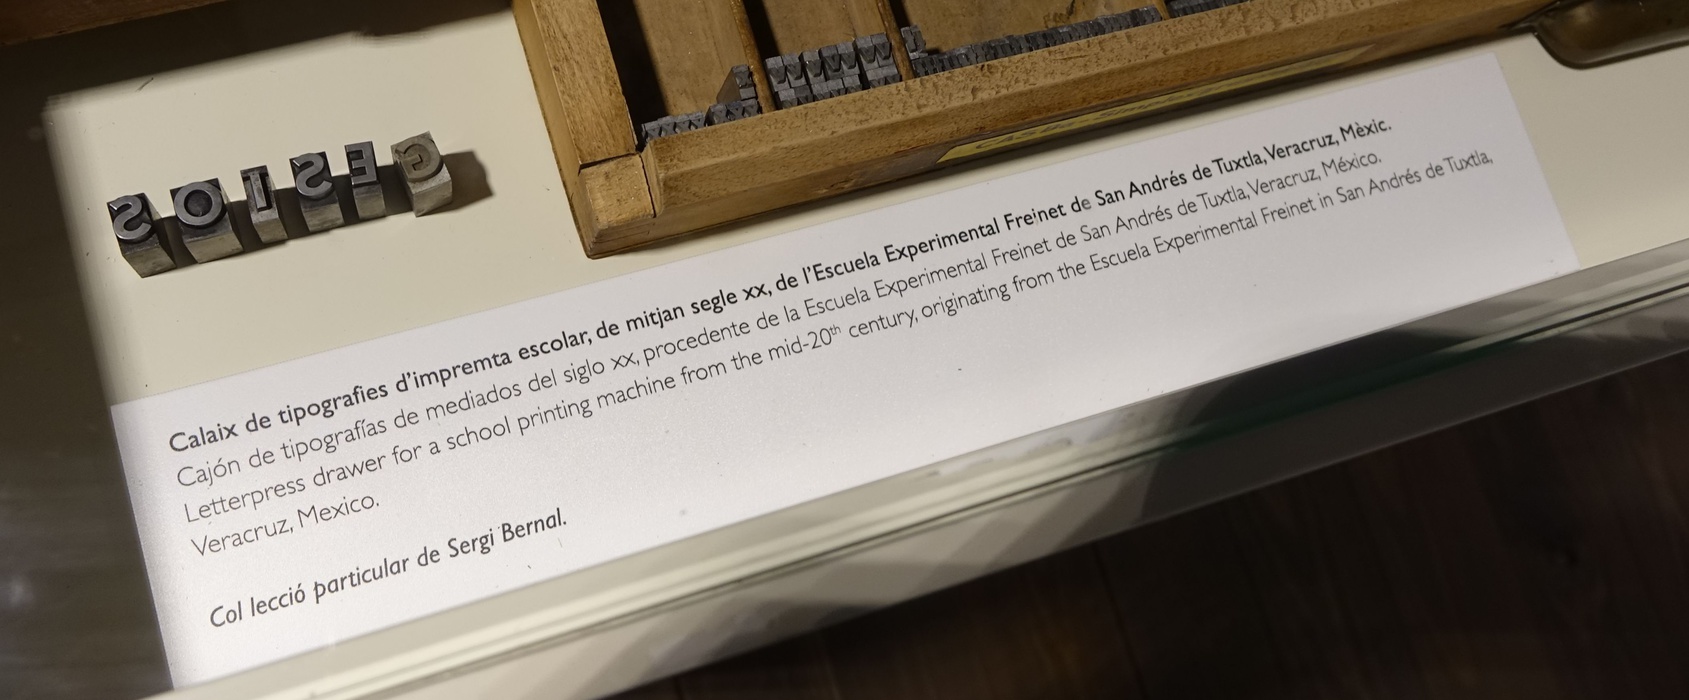 Calaix de tipografies d'impremta escolar, de mitjan segle xx, de l'Escuela Experimental Freinet de San Andrés de Tuxtla, Veracruz, Mèxic.
Cajón de tipografías de mediados del siglo xx, procedente de la Escuela Experimental Freinet de San Andrés de Tuxtla, Veracruz, México.
Letterpress drawer for a school printing machine from the mid-20th century, originating from the Escuela Experimental Freinet in San Andrés de Tuxtla,
Veracruz, Mexico.
Col lecció particular de Sergi Bernal.